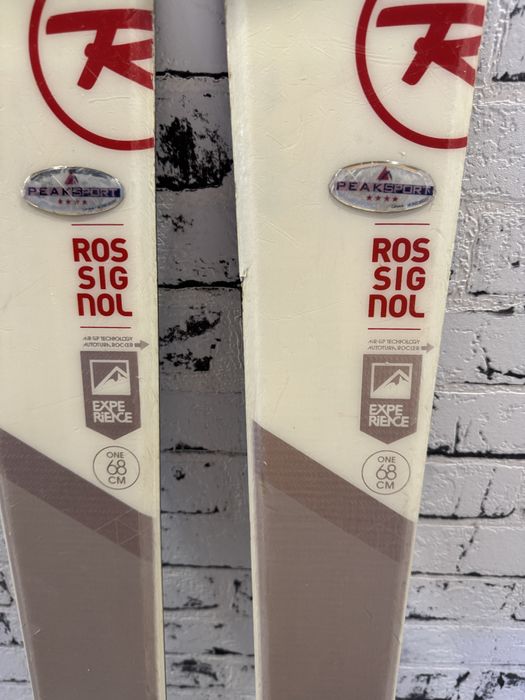 R
PEAKSPORT
ROS
SIG
NOL
AIR TIP TECHNOLOGY
AUTOTURN ROCKER
EXPE
RIENCE
ONE
68
CM
R
PEAKSPORT
ROS
SIG
NOL
AIR TIP TECHNOLOGY
AUTOTURN ROCKER
EXPE
RIENCE
ONE
68
CM